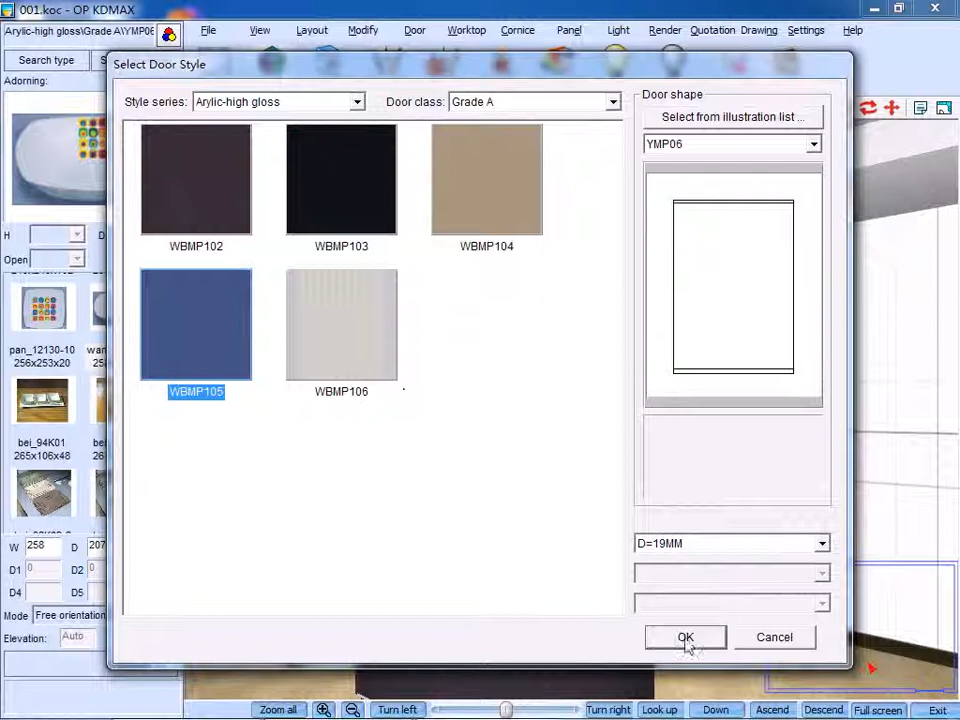 001.koc - OP KDMAX
Arylic-high gloss\Grade A\YMP06
File View Layout Modify Door Worktop Cornice Panel Light Render Quotation Drawing Settings Help
Search type
Adorning:
H
D
Open
pan_12130-10
256x253x20
bei_94K01
265x106x48
W 258 D 207
D1 0 D2 0
D4 D5
Mode Free orientation
Elevation: Auto
Select Door Style
Style series: Arylic-high gloss Door class: Grade A
WBMP102 WBMP103 WBMP104
WBMP105 WBMP106
Door shape
Select from illustration list ...
YMP06
D=19MM
OK Cancel
Zoom all Turn left Turn right Look up Down Ascend Descend Full screen Exit